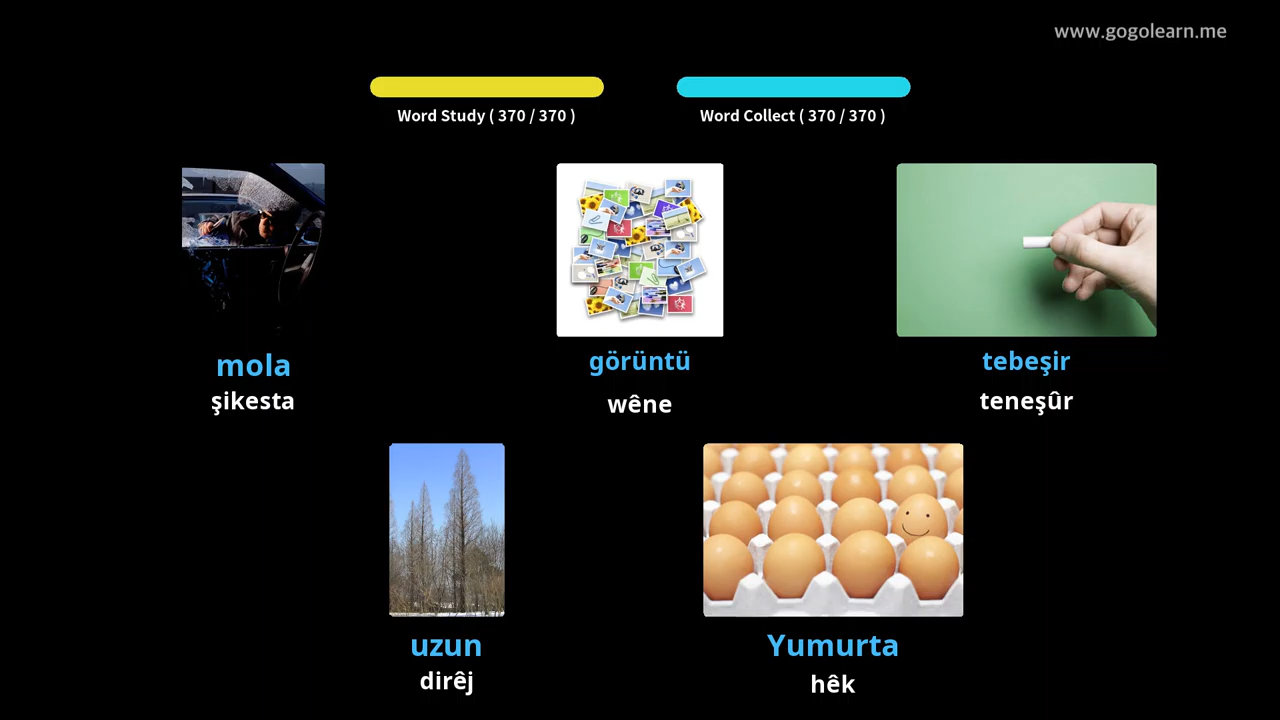 www.gogolearn.me
Word Study ( 370 / 370 )
Word Collect ( 370 / 370 )
mola
şikesta
görüntü
wêne
tebeşir
teneşûr
uzun
dirêj
Yumurta
hêk